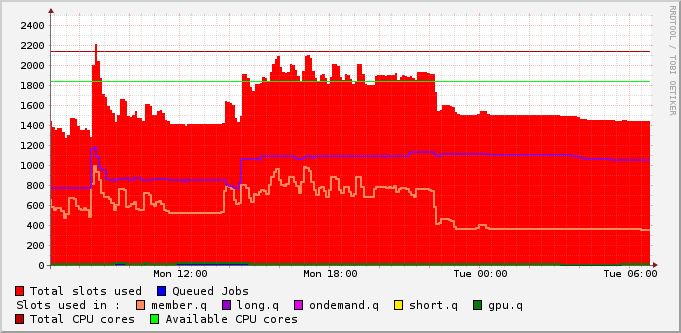 2400
2200
2000
1800
1600
1400
1200
1000
800
600
400
200
0
Mon 12:00 Mon 18:00 Tue 00:00 Tue 06:00
Total slots used Queued Jobs
Slots used in : member.q long.q ondemand.q short.q gpu.q
Total CPU cores Available CPU cores
RRDTOOL / TOBI OETIKER